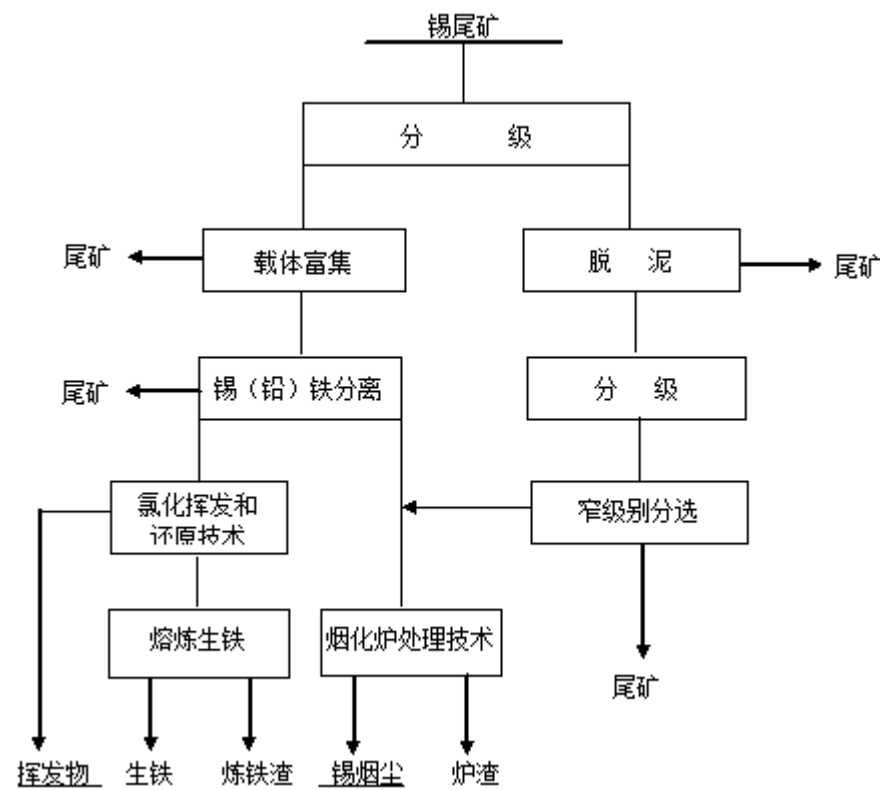 锡尾矿
分 级
尾矿
载体富集
脱 泥
尾矿
尾矿
锡（铅）铁分离
分 级
氯化挥发和
还原技术
窄级别分选
熔炼生铁
烟化炉处理技术
尾矿
挥发物
生铁
炼铁渣
锡烟尘
炉渣